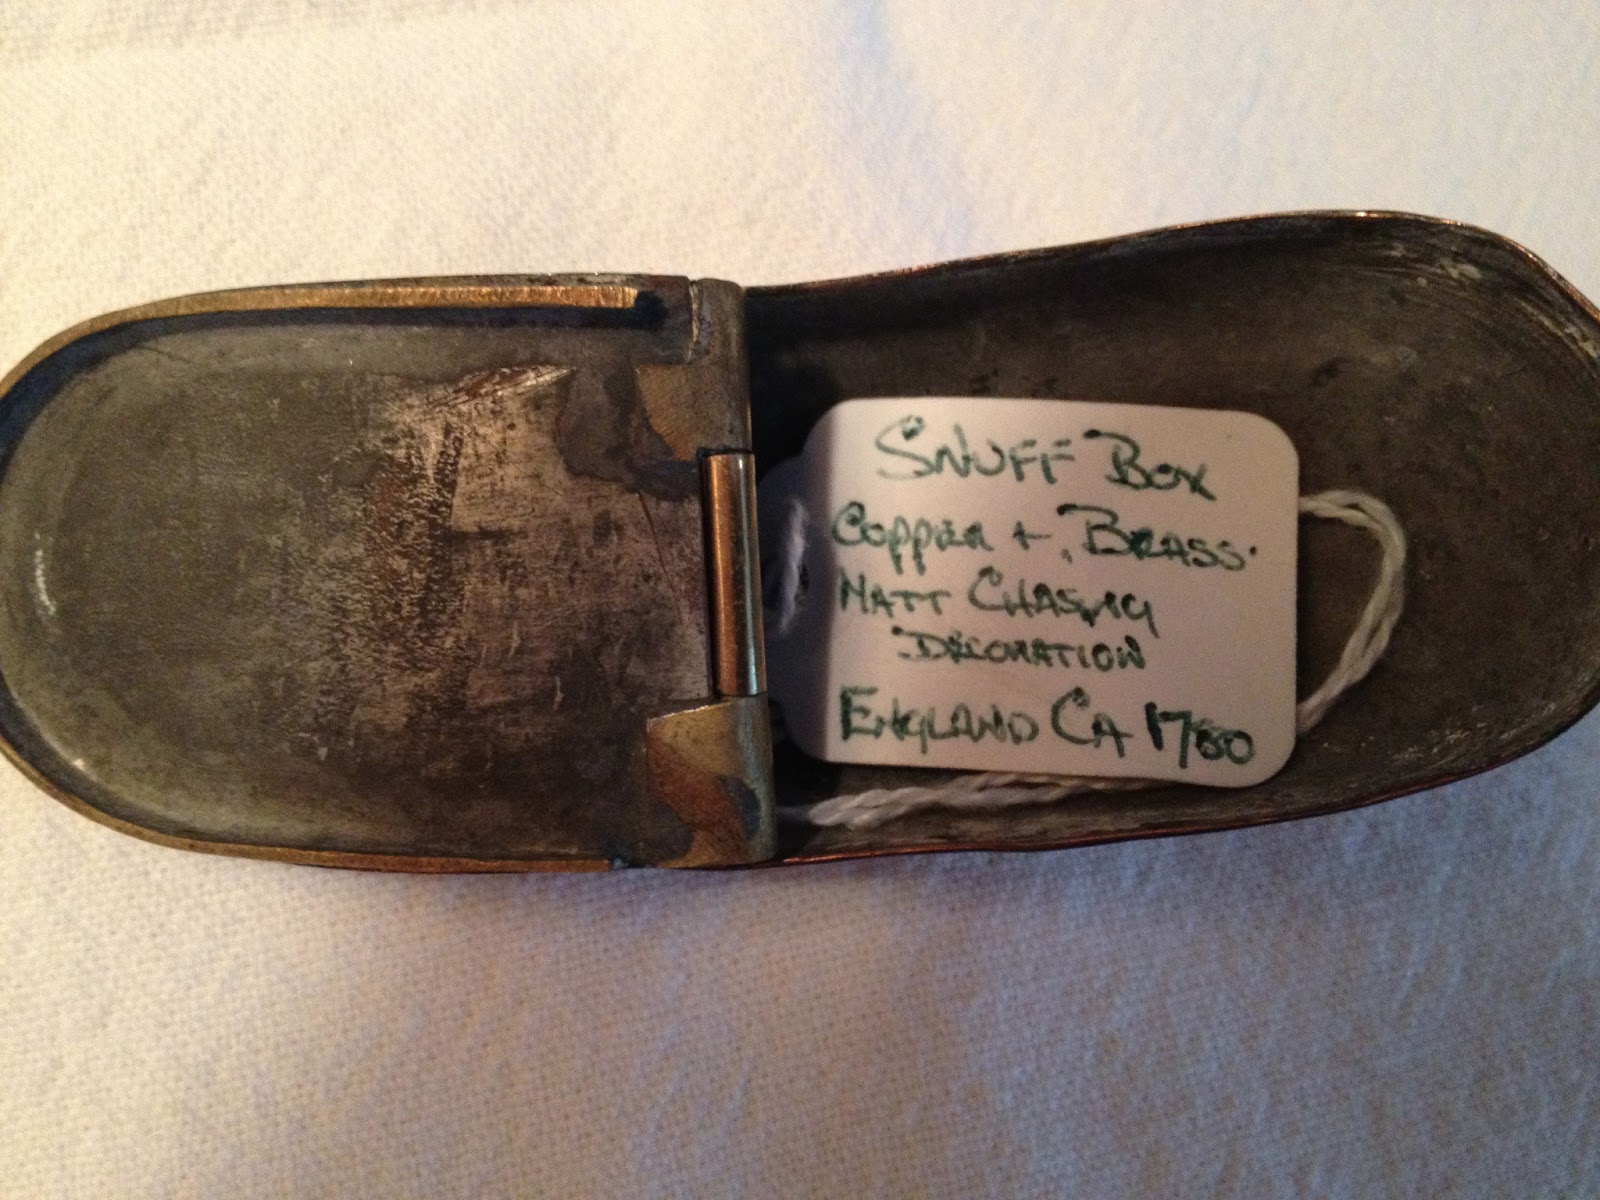 SNUFF BOX
COPPER +. BRASS.
MATT CHASING
DECORATION
ENGLAND CA 1780